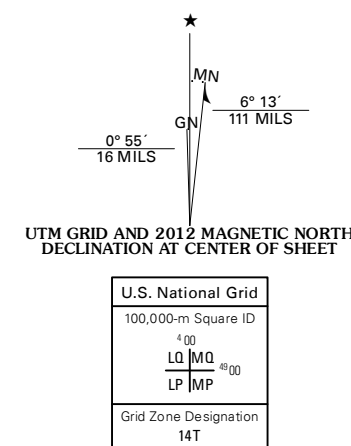 ★
MN
GN
6° 13´
111 MILS
0° 55´
16 MILS
UTM GRID AND 2012 MAGNETIC NORTH
DECLINATION AT CENTER OF SHEET
U.S. National Grid
100,000-m Square ID
4 00
LQ MQ
49 00
LP MP
Grid Zone Designation
14T